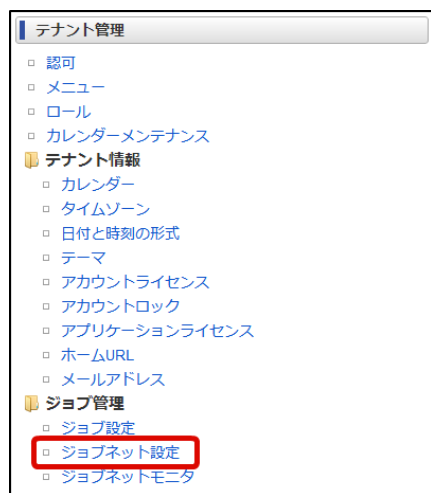 テナント管理
認可
メニュー
ロール
カレンダーメンテナンス
テナント情報
カレンダー
タイムゾーン
日付と時刻の形式
テーマ
アカウントライセンス
アカウントロック
アプリケーションライセンス
ホームURL
メールアドレス
ジョブ管理
ジョブ設定
ジョブネット設定
ジョブネットモニタ